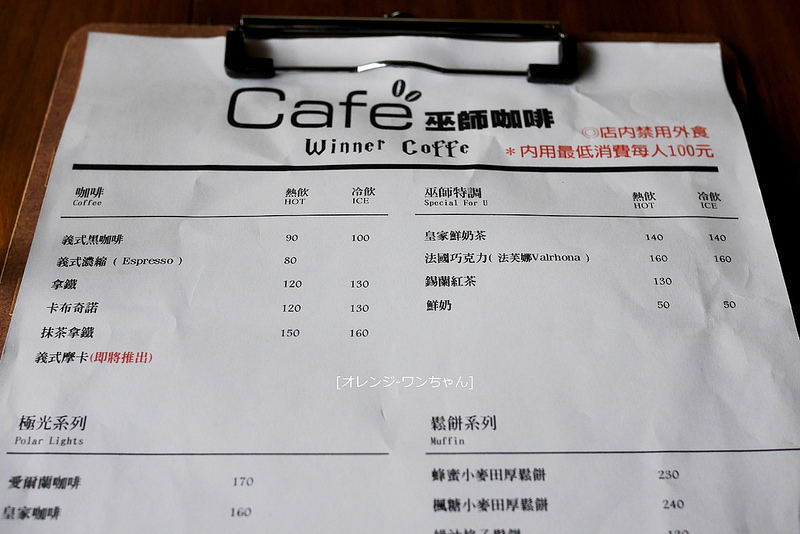 Cafe 巫師咖啡
Winner Coffe
◎店內禁用外食
*內用最低消費每人100元
咖啡 熱飲 冷飲
Coffee HOT ICE
義式黑咖啡 90 100
義式濃縮 ( Espresso ) 80
拿鐵 120 130
卡布奇諾 120 130
抹茶拿鐵 150 160
義式摩卡(即將推出)
巫師特調 熱飲 冷飲
Special For U HOT ICE
皇家鮮奶茶 140 140
法國巧克力( 法芙娜Valrhona ) 160 160
錫蘭紅茶 130
鮮奶 50 50
[オレンジ-ワンちゃん]
極光系列
Polar Lights
愛爾蘭咖啡 170
皇家咖啡 160
鬆餅系列
Muffin
蜂蜜小麥田厚鬆餅 230
楓糖小麥田厚鬆餅 240